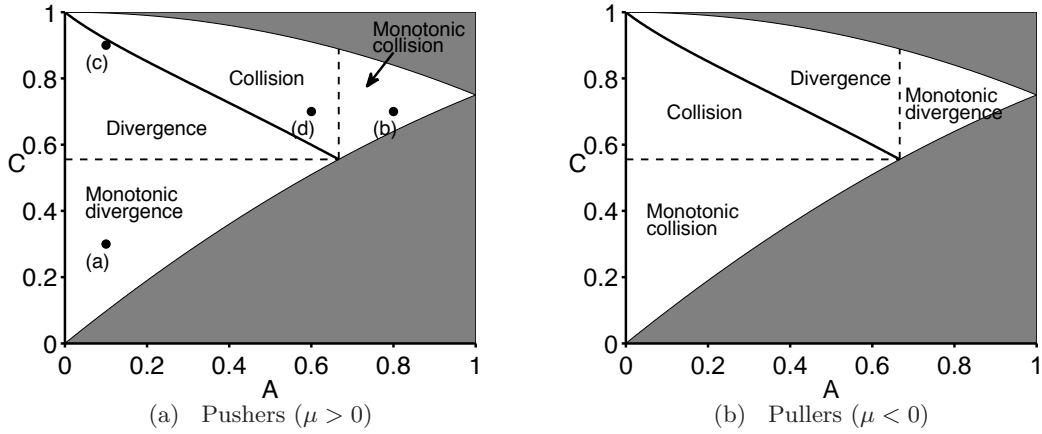 1
0.8
0.6
C
0.4
0.2
0
0 0.2 0.4 0.6 0.8 1
A
Monotonic
collision
Collision
(c)
Divergence
(d)
(b)
Monotonic
divergence
(a)
(a) Pushers (μ > 0)
1
0.8
0.6
C
0.4
0.2
0
0 0.2 0.4 0.6 0.8 1
A
Divergence
Monotonic
divergence
Collision
Monotonic
collision
(b) Pullers (μ < 0)